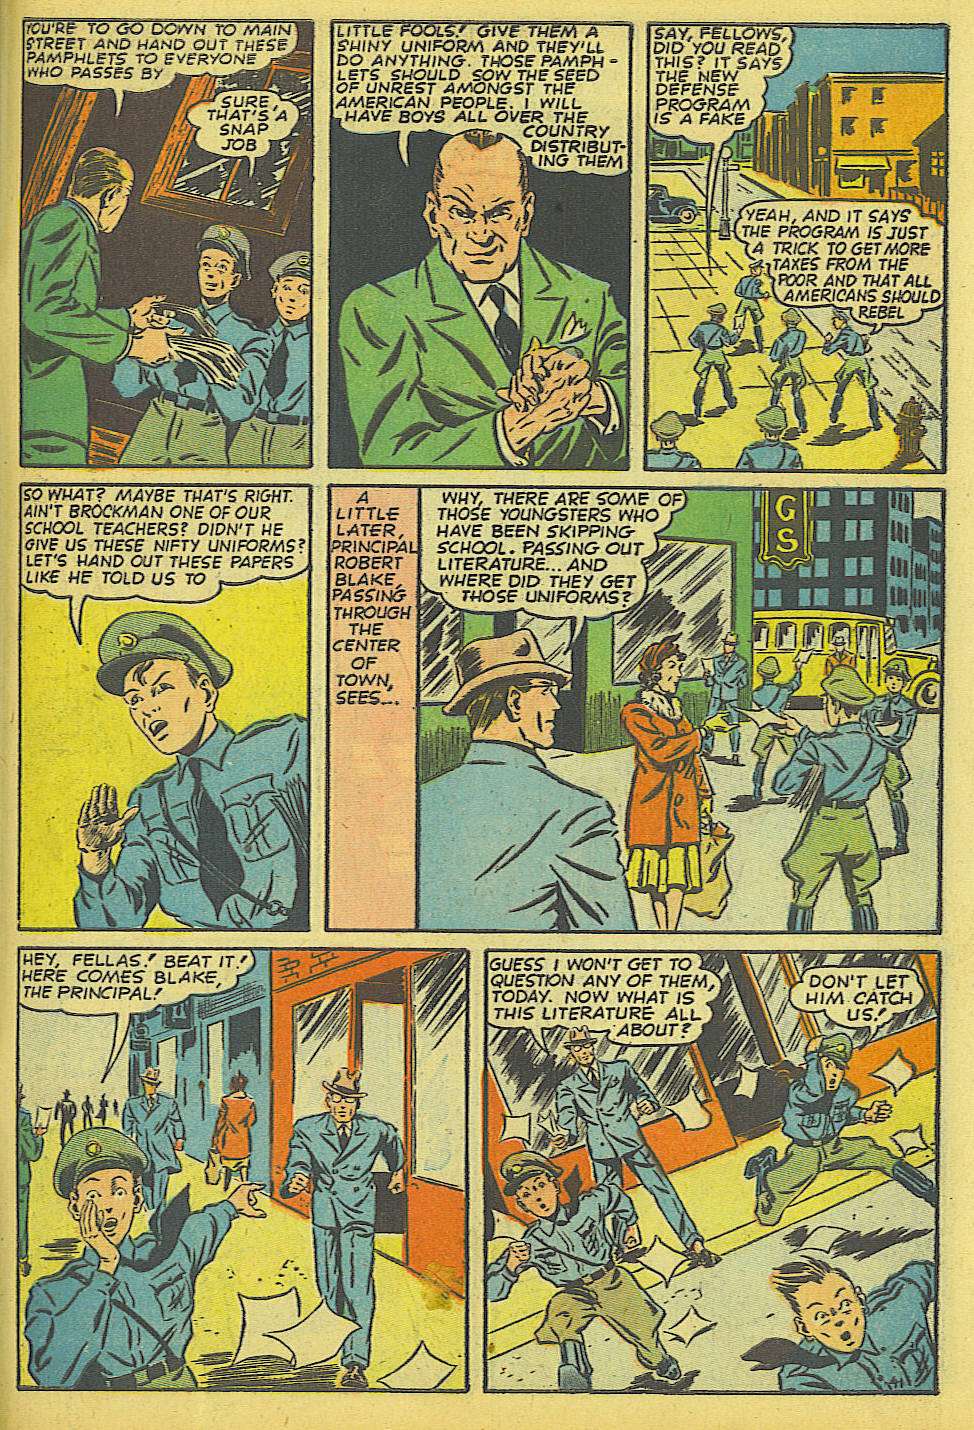 YOU'RE TO GO DOWN TO MAIN
STREET AND HAND OUT THESE
PAMPHLETS TO EVERYONE
WHO PASSES BY
SURE,
THAT'S A
SNAP
JOB
LITTLE FOOLS! GIVE THEM A
SHINY UNIFORM AND THEY'LL
DO ANYTHING. THOSE PAMPH-
LETS SHOULD SOW THE SEED
OF UNREST AMONGST THE
AMERICAN PEOPLE. I WILL
HAVE BOYS ALL OVER THE
COUNTRY
DISTRIBUT-
ING THEM
SAY, FELLOWS,
DID YOU READ
THIS? IT SAYS
THE NEW
DEFENSE
PROGRAM
IS A FAKE
YEAH, AND IT SAYS
THE PROGRAM IS JUST
A TRICK TO GET MORE
TAXES FROM THE
POOR AND THAT ALL
AMERICANS SHOULD
REBEL
SO WHAT? MAYBE THAT'S RIGHT.
AIN'T BROCKMAN ONE OF OUR
SCHOOL TEACHERS? DIDN'T HE
GIVE US THESE NIFTY UNIFORMS?
LET'S HAND OUT THESE PAPERS
LIKE HE TOLD US TO
A
LITTLE
LATER,
PRINCIPAL
ROBERT
BLAKE,
PASSING
THROUGH
THE
CENTER
OF
TOWN,
SEES...
WHY, THERE ARE SOME OF
THOSE YOUNGSTERS WHO
HAVE BEEN SKIPPING
SCHOOL. PASSING OUT
LITERATURE... AND
WHERE DID THEY GET
THOSE UNIFORMS?
GS
HEY, FELLAS! BEAT IT!
HERE COMES BLAKE,
THE PRINCIPAL!
GUESS I WON'T GET TO
QUESTION ANY OF THEM,
TODAY. NOW WHAT IS
THIS LITERATURE ALL
ABOUT?
DON'T LET
HIM CATCH
US!